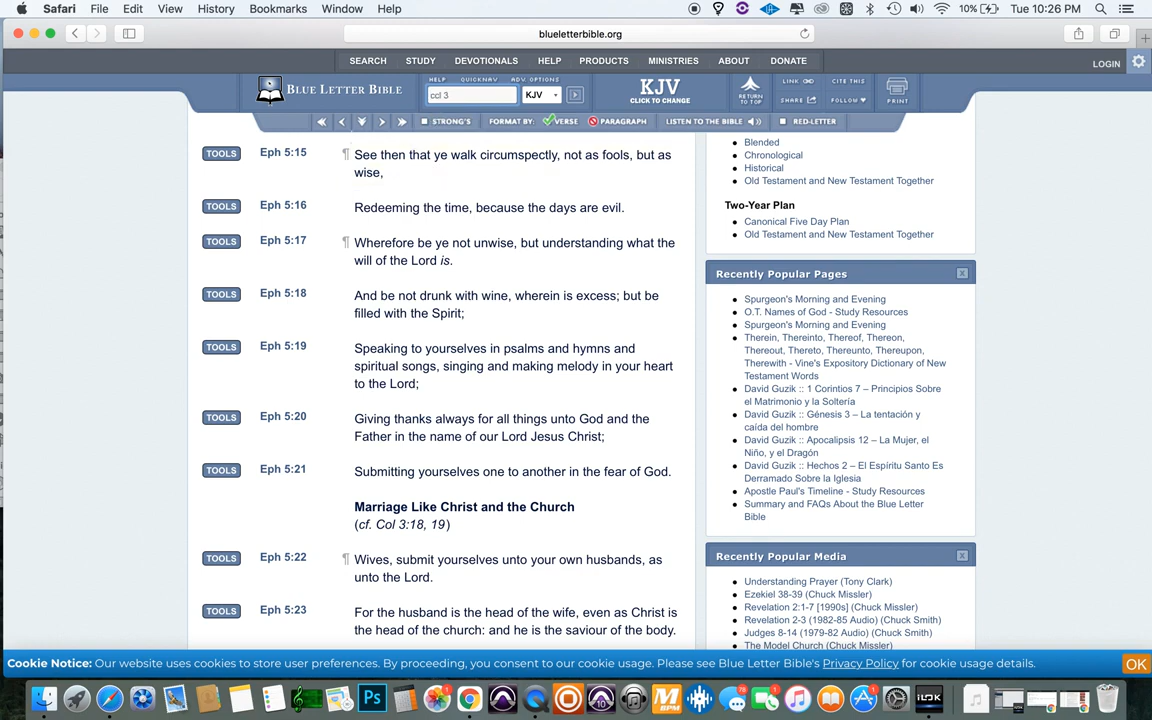 Safari File Edit View History Bookmarks Window Help 10% Tue 10:26 PM
blueletterbible.org
SEARCH STUDY DEVOTIONALS HELP PRODUCTS MINISTRIES ABOUT DONATE LOGIN
HELP QUICKNAV ADV. OPTIONS
BLUE LETTER BIBLE
ccl 3 KJV
KJV
CLICK TO CHANGE
RETURN TO TOP
LINK CITE THIS
SHARE FOLLOW
PRINT
STRONG'S FORMAT BY: VERSE PARAGRAPH LISTEN TO THE BIBLE RED-LETTER
TOOLS Eph 5:15 ¶ See then that ye walk circumspectly, not as fools, but as
wise,
TOOLS Eph 5:16 Redeeming the time, because the days are evil.
TOOLS Eph 5:17 ¶ Wherefore be ye not unwise, but understanding what the
will of the Lord is.
TOOLS Eph 5:18 And be not drunk with wine, wherein is excess; but be
filled with the Spirit;
TOOLS Eph 5:19 Speaking to yourselves in psalms and hymns and
spiritual songs, singing and making melody in your heart
to the Lord;
TOOLS Eph 5:20 Giving thanks always for all things unto God and the
Father in the name of our Lord Jesus Christ;
TOOLS Eph 5:21 Submitting yourselves one to another in the fear of God.
Marriage Like Christ and the Church
(cf. Col 3:18, 19)
TOOLS Eph 5:22 ¶ Wives, submit yourselves unto your own husbands, as
unto the Lord.
TOOLS Eph 5:23 For the husband is the head of the wife, even as Christ is
the head of the church: and he is the saviour of the body.
Blended
Chronological
Historical
Old Testament and New Testament Together
Two-Year Plan
Canonical Five Day Plan
Old Testament and New Testament Together
Recently Popular Pages
Spurgeon's Morning and Evening
O.T. Names of God - Study Resources
Spurgeon's Morning and Evening
Therein, Thereinto, Thereof, Thereon,
Thereout, Thereto, Thereunto, Thereupon,
Therewith - Vine's Expository Dictionary of New
Testament Words
David Guzik :: 1 Corintios 7 – Principios Sobre
el Matrimonio y la Soltería
David Guzik :: Génesis 3 – La tentación y
caída del hombre
David Guzik :: Apocalipsis 12 – La Mujer, el
Niño, y el Dragón
David Guzik :: Hechos 2 – El Espíritu Santo Es
Derramado Sobre la Iglesia
Apostle Paul's Timeline - Study Resources
Summary and FAQs About the Blue Letter
Bible
Recently Popular Media
Understanding Prayer (Tony Clark)
Ezekiel 38-39 (Chuck Missler)
Revelation 2:1-7 [1990s] (Chuck Missler)
Revelation 2-3 (1982-85 Audio) (Chuck Smith)
Judges 8-14 (1979-82 Audio) (Chuck Smith)
The Model Church (Chuck Missler)
Cookie Notice: Our website uses cookies to store user preferences. By proceeding, you consent to our cookie usage. Please see Blue Letter Bible's Privacy Policy for cookie usage details. OK